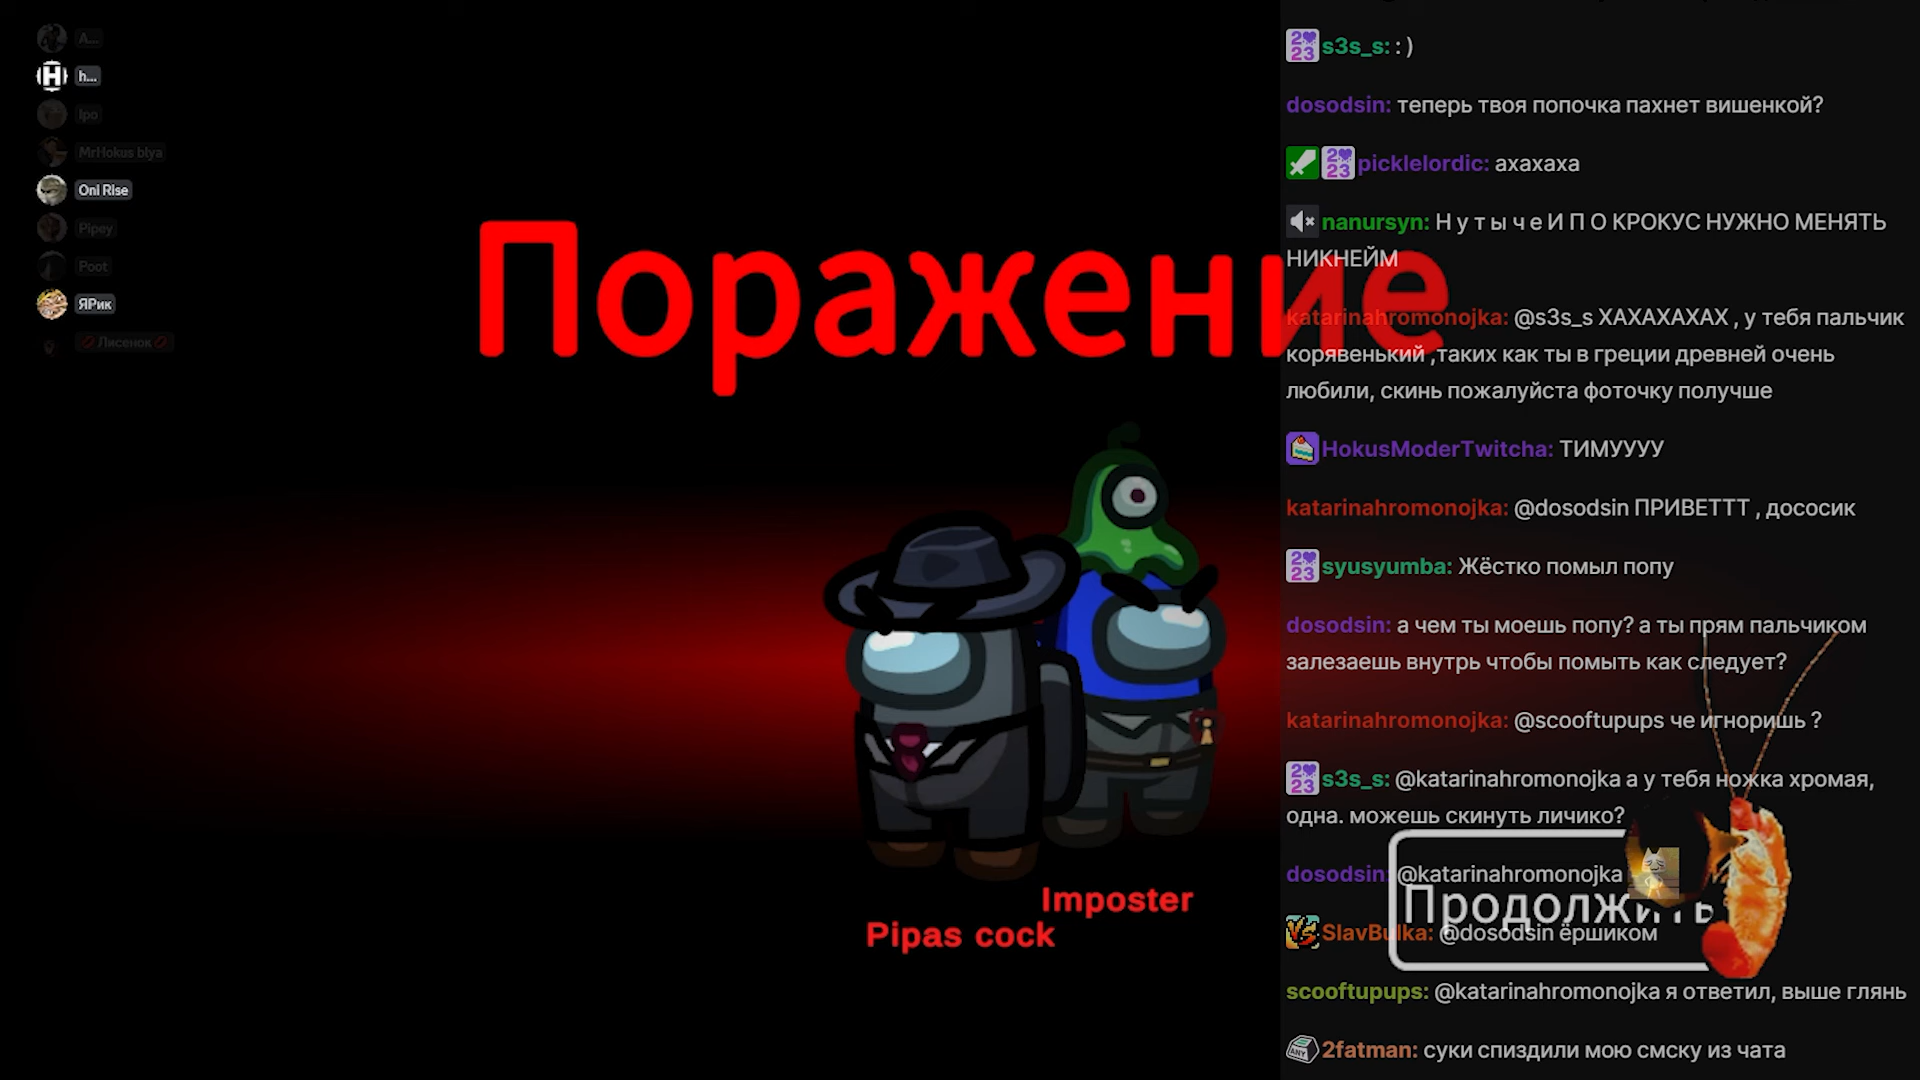 A...
h...
Ipo
MrHokus blya
Oni Rise
Pipey
Poot
ЯРик
Лисенок
Поражение
Imposter
Pipas cock
s3s_s: : )
dosodsin: теперь твоя попочка пахнет вишенкой?
picklelordic: ахахаха
nanursyn: Н у т ы ч е И П О КРОКУС НУЖНО МЕНЯТЬ
НИКНЕЙМ
katarinahromonojka: @s3s_s ХАХАХАХАХ , у тебя пальчик
корявенький ,таких как ты в греции древней очень
любили, скинь пожалуйста фоточку получше
HokusModerTwitcha: ТИМУУУУ
katarinahromonojka: @dosodsin ПРИВЕТТТ , дососик
syusyumba: Жёстко помыл попу
dosodsin: а чем ты моешь попу? а ты прям пальчиком
залезаешь внутрь чтобы помыть как следует?
katarinahromonojka: @scooftupups че игноришь ?
s3s_s: @katarinahromonojka а у тебя ножка хромая,
одна. можешь скинуть личико?
dosodsin: @katarinahromonojka
Продолжить
SlavBulka: @dosodsin ёршиком
scooftupups: @katarinahromonojka я ответил, выше глянь
2fatman: суки спиздили мою смску из чата